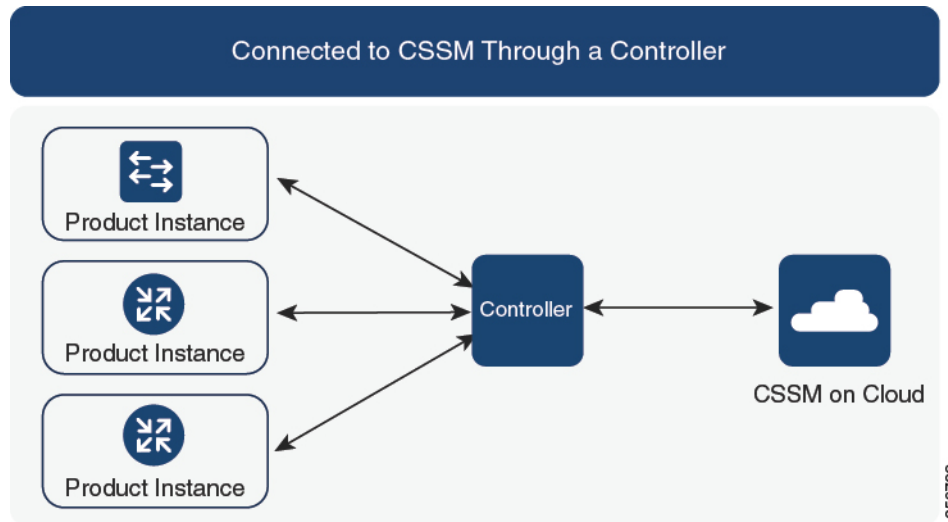 Connected to CSSM Through a Controller
Product Instance
Product Instance
Product Instance
Controller
CSSM on Cloud